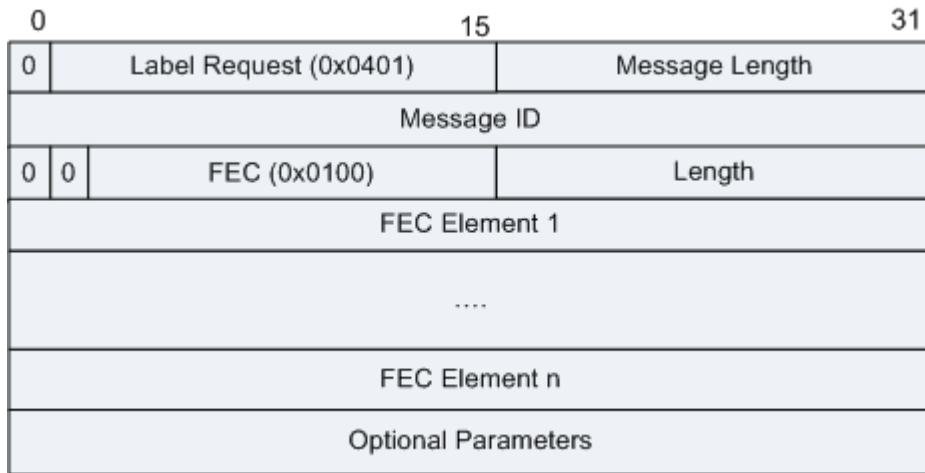 0 15 31
0 Label Request (0x0401) Message Length
Message ID
0 0 FEC (0x0100) Length
FEC Element 1
....
FEC Element n
Optional Parameters